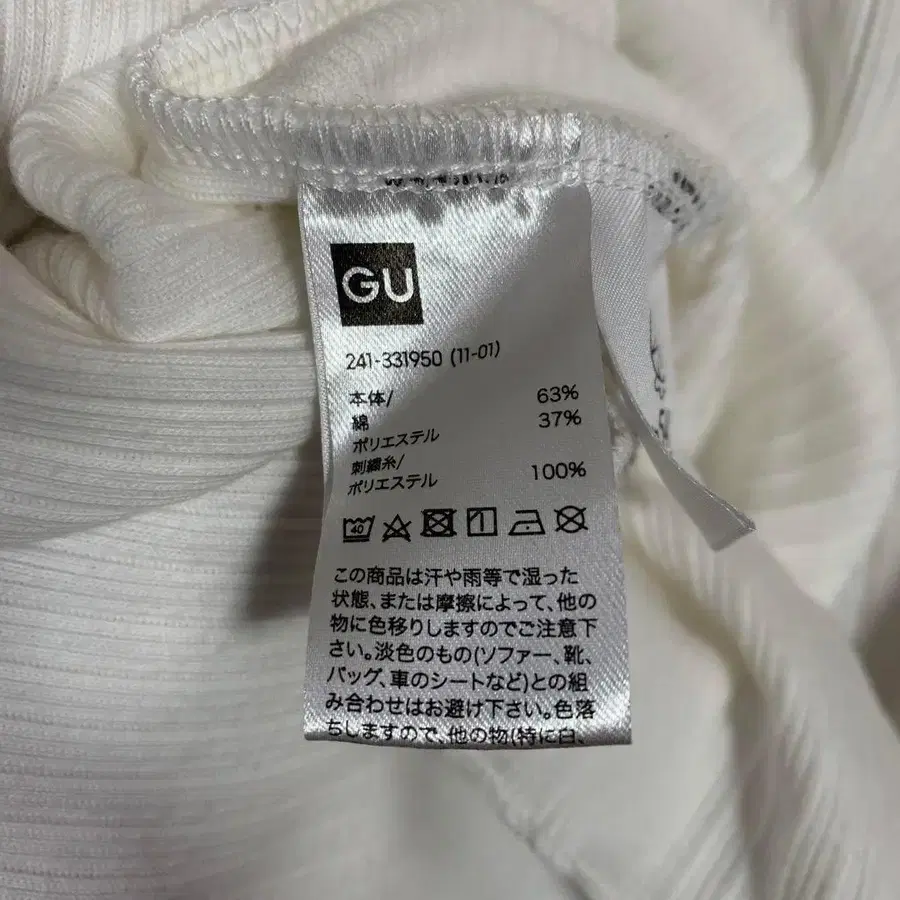 GU
241-331950 (11-01)
本体/
綿 63%
ポリエステル 37%
刺繍糸/
ポリエステル 100%
40
この商品は汗や雨等で湿った
状態、または摩擦によって、他の
物に色移りしますのでご注意下
さい。淡色のもの(ソファー、靴、
バッグ、車のシートなど)との組
み合わせはお避け下さい。色落
ちしますので、他の物(特に白、